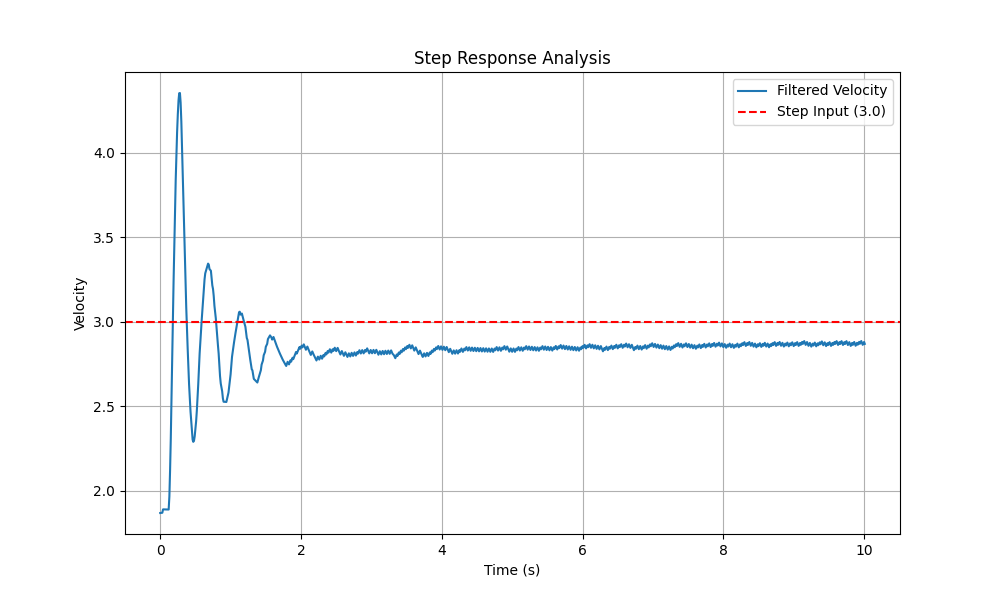 Step Response Analysis
Filtered Velocity
Step Input (3.0)
Velocity
4.0
3.5
3.0
2.5
2.0
0 2 4 6 8 10
Time (s)